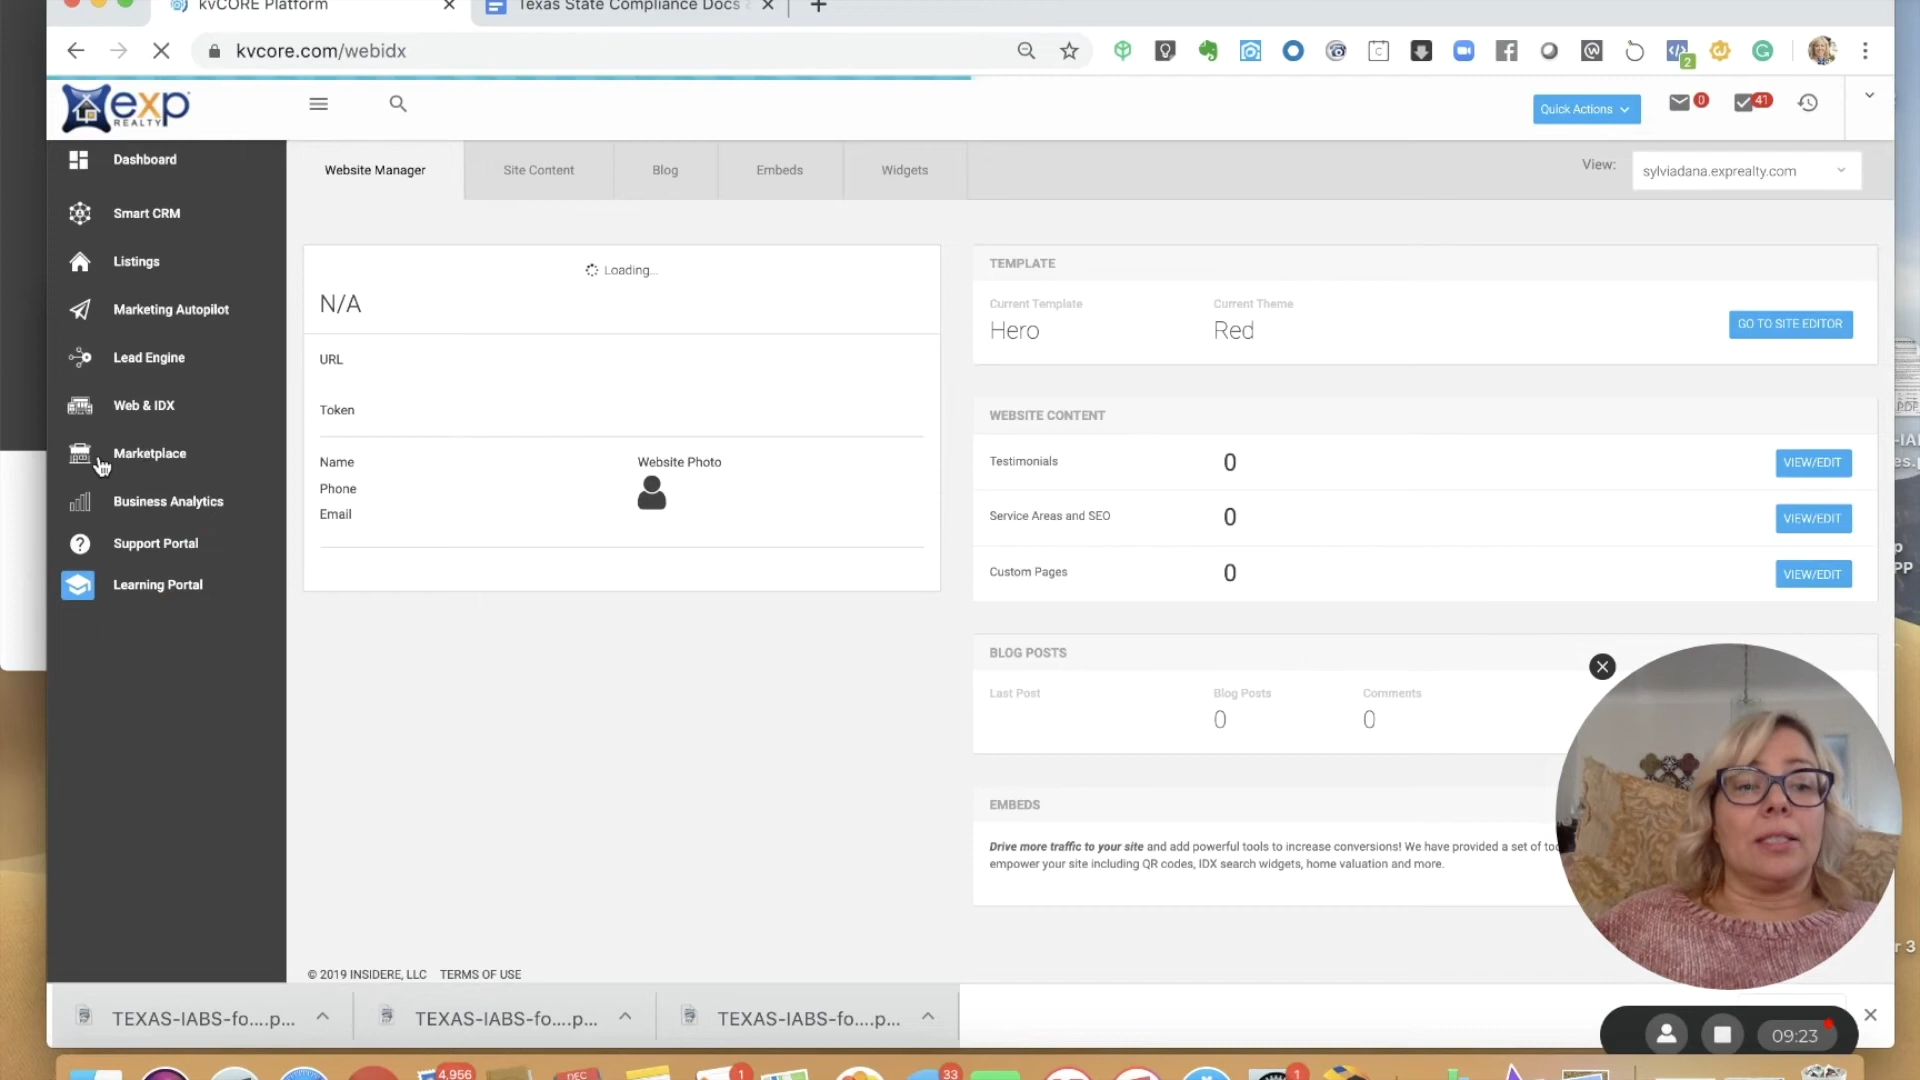 kvCORE Platform
Texas State Compliance Docs
kvcore.com/webidx
2
exp
REALTY
Quick Actions
0
41
Dashboard
Smart CRM
Listings
Marketing Autopilot
Lead Engine
Web & IDX
Marketplace
Business Analytics
Support Portal
Learning Portal
Website Manager
Site Content
Blog
Embeds
Widgets
View:
sylviadana.exprealty.com
Loading...
N/A
URL
Token
Name
Website Photo
Phone
Email
TEMPLATE
Current Template
Current Theme
Hero
Red
GO TO SITE EDITOR
WEBSITE CONTENT
Testimonials
0
VIEW/EDIT
Service Areas and SEO
0
VIEW/EDIT
Custom Pages
0
VIEW/EDIT
BLOG POSTS
Last Post
Blog Posts
Comments
0
0
EMBEDS
Drive more traffic to your site and add powerful tools to increase conversions! We have provided a set of
empower your site including QR codes, IDX search widgets, home valuation and more.
© 2019 INSIDERE, LLC
TERMS OF USE
TEXAS-IABS-fo....p...
TEXAS-IABS-fo....p...
TEXAS-IABS-fo....p...
09:23
4,956
DEC
1
33
1